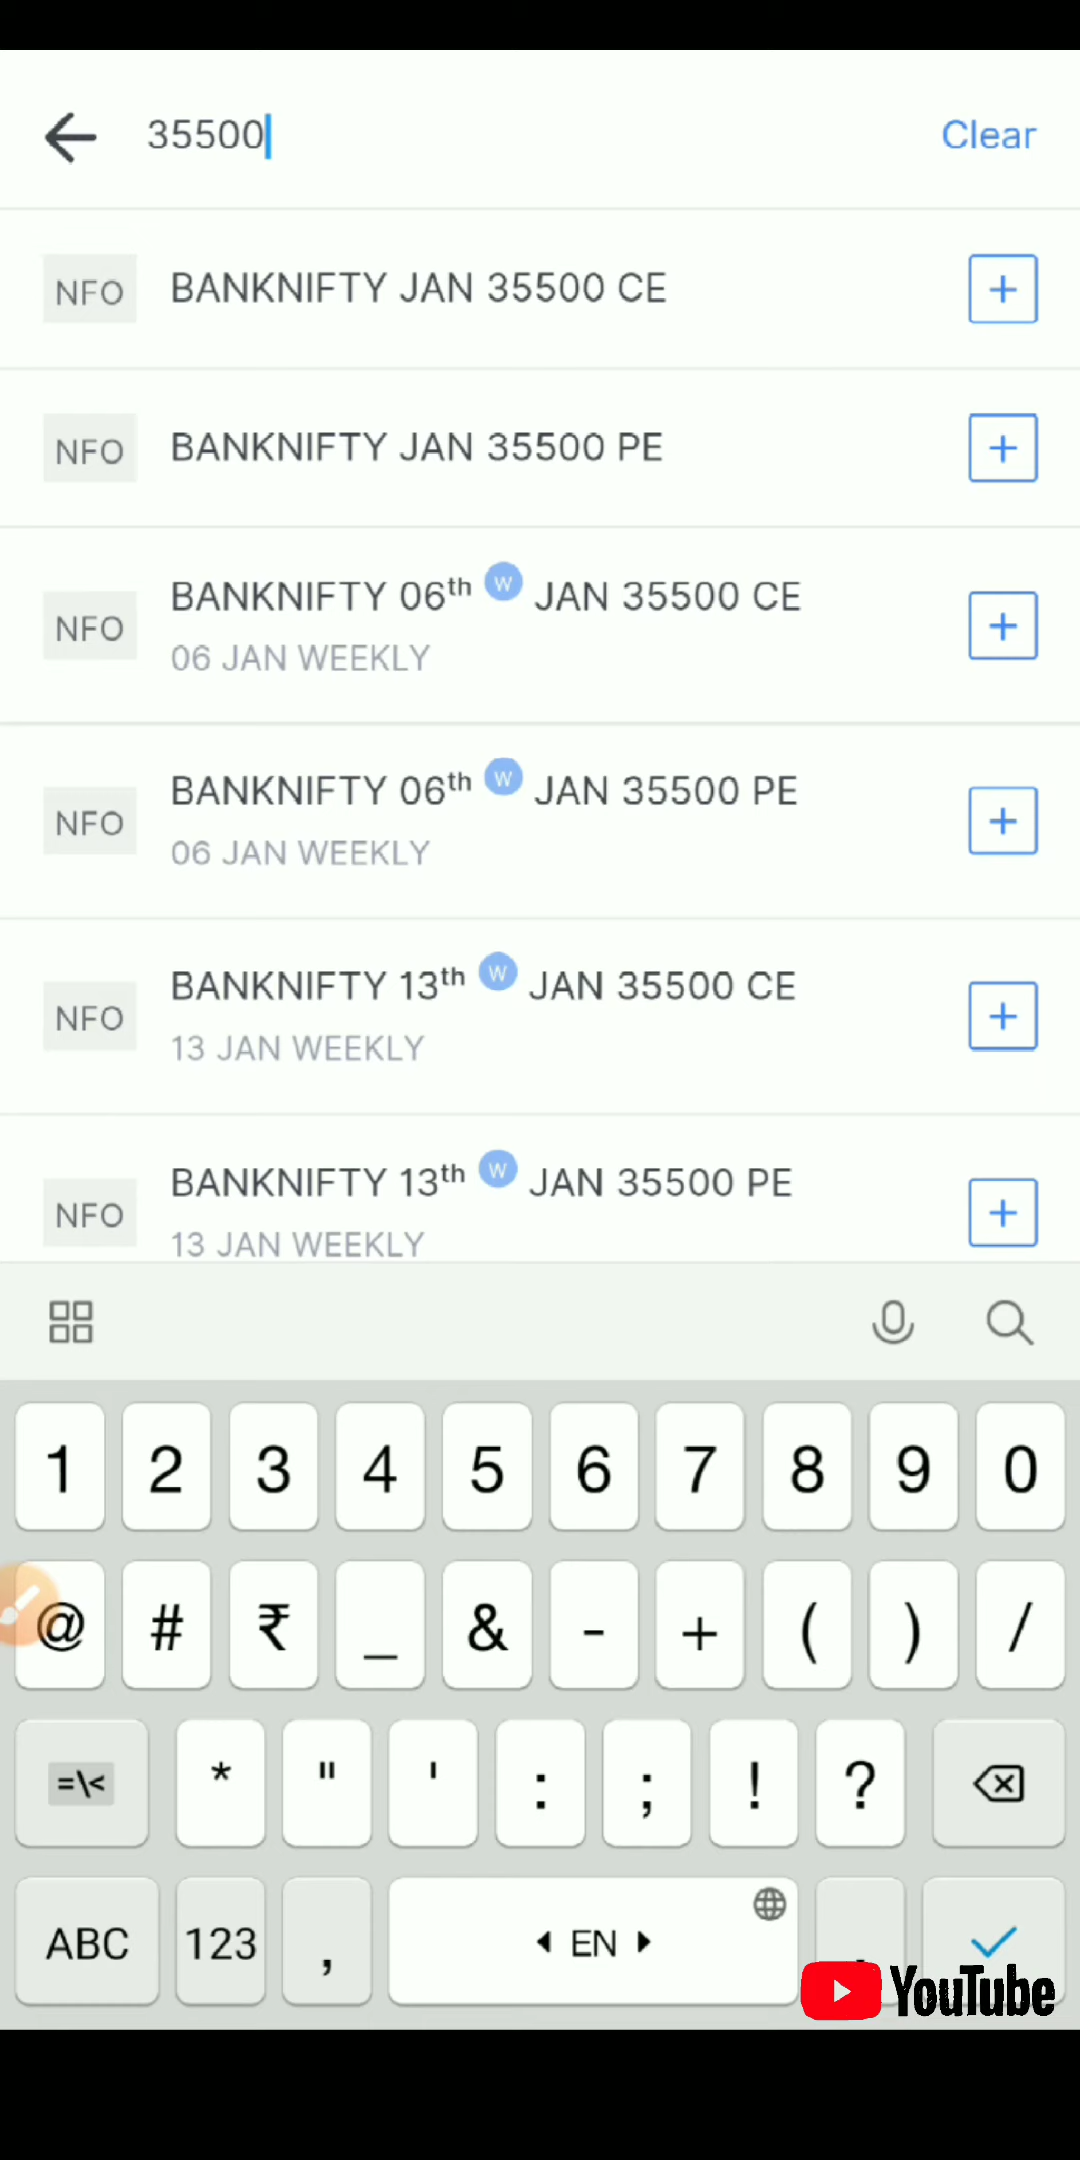 35500
Clear
NFO BANKNIFTY JAN 35500 CE +
NFO BANKNIFTY JAN 35500 PE +
NFO BANKNIFTY 06th W JAN 35500 CE +
06 JAN WEEKLY
NFO BANKNIFTY 06th W JAN 35500 PE +
06 JAN WEEKLY
NFO BANKNIFTY 13th W JAN 35500 CE +
13 JAN WEEKLY
NFO BANKNIFTY 13th W JAN 35500 PE +
13 JAN WEEKLY
1 2 3 4 5 6 7 8 9 0
@ # ₹ _ & - + ( ) /
=\< * " ' : ; ! ?
ABC 123 , EN .
YouTube